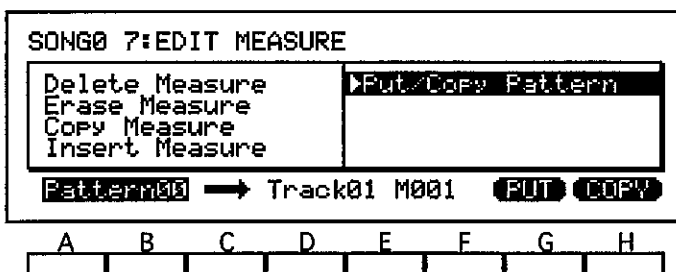 SONG0 7:EDIT MEASURE
Delete Measure
Erase Measure
Copy Measure
Insert Measure
▶Put/Copy Pattern
Pattern00 → Track01 M001 PUT COPY
A B C D E F G H